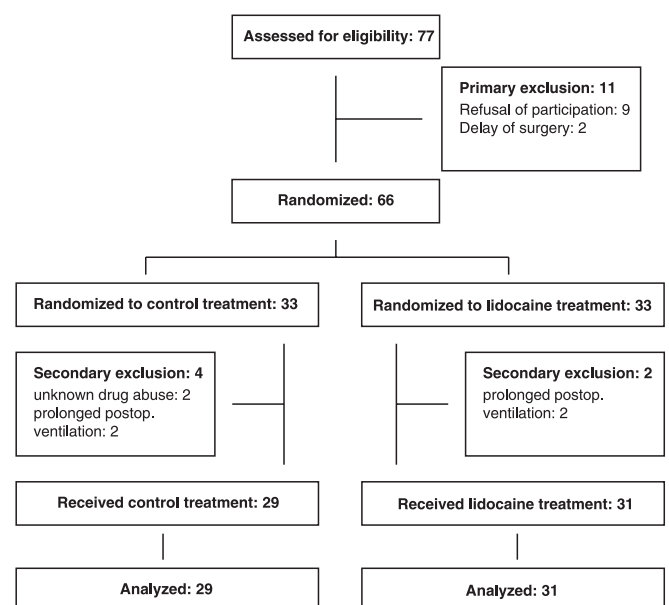 Assessed for eligibility: 77
Primary exclusion: 11
Refusal of participation: 9
Delay of surgery: 2
Randomized: 66
Randomized to control treatment: 33
Randomized to lidocaine treatment: 33
Secondary exclusion: 4
unknown drug abuse: 2
prolonged postop.
ventilation: 2
Secondary exclusion: 2
prolonged postop.
ventilation: 2
Received control treatment: 29
Received lidocaine treatment: 31
Analyzed: 29
Analyzed: 31